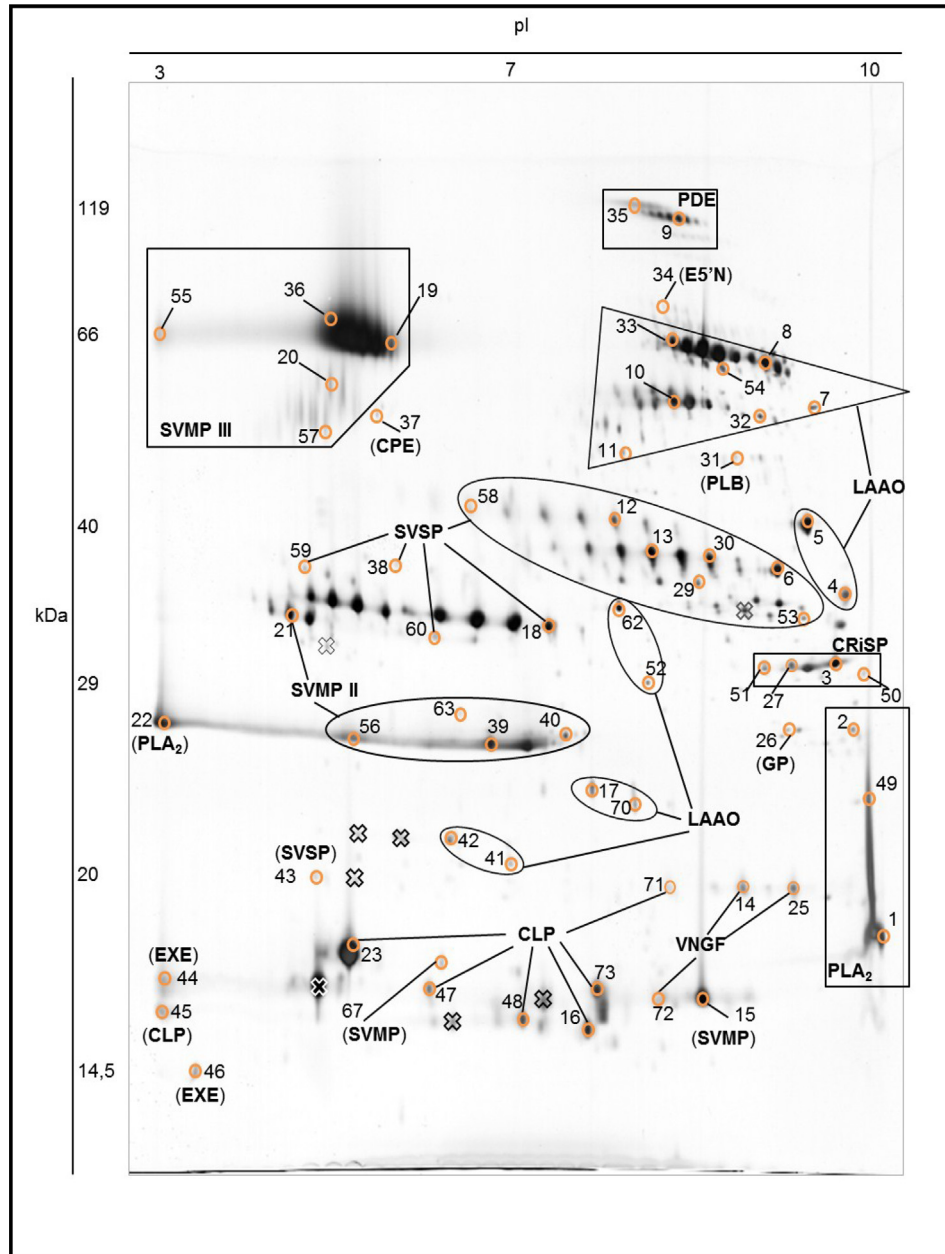 pI
3 7 10
119
PDE
35
9
34 (E5'N)
55 36 19
33
8
66
20
10
54
7
32
SVMP III
57
37
(CPE)
11
31
(PLB)
LAAO
58
12
40
SVSP
5
13
30
59
38
6
29
4
kDa
21
60
18
62
53
CRiSP
29
SVMP II
52
51
27
3
50
63
22
(PLA2)
56
39
40
26
(GP)
2
17
70
49
LAAO
42
41
(SVSP)
43
20
71
14
25
CLP
VNGF
1
23
PLA2
(EXE)
44
73
67
(SVMP)
47
48
16
72
15
(SVMP)
45
(CLP)
14,5
46
(EXE)